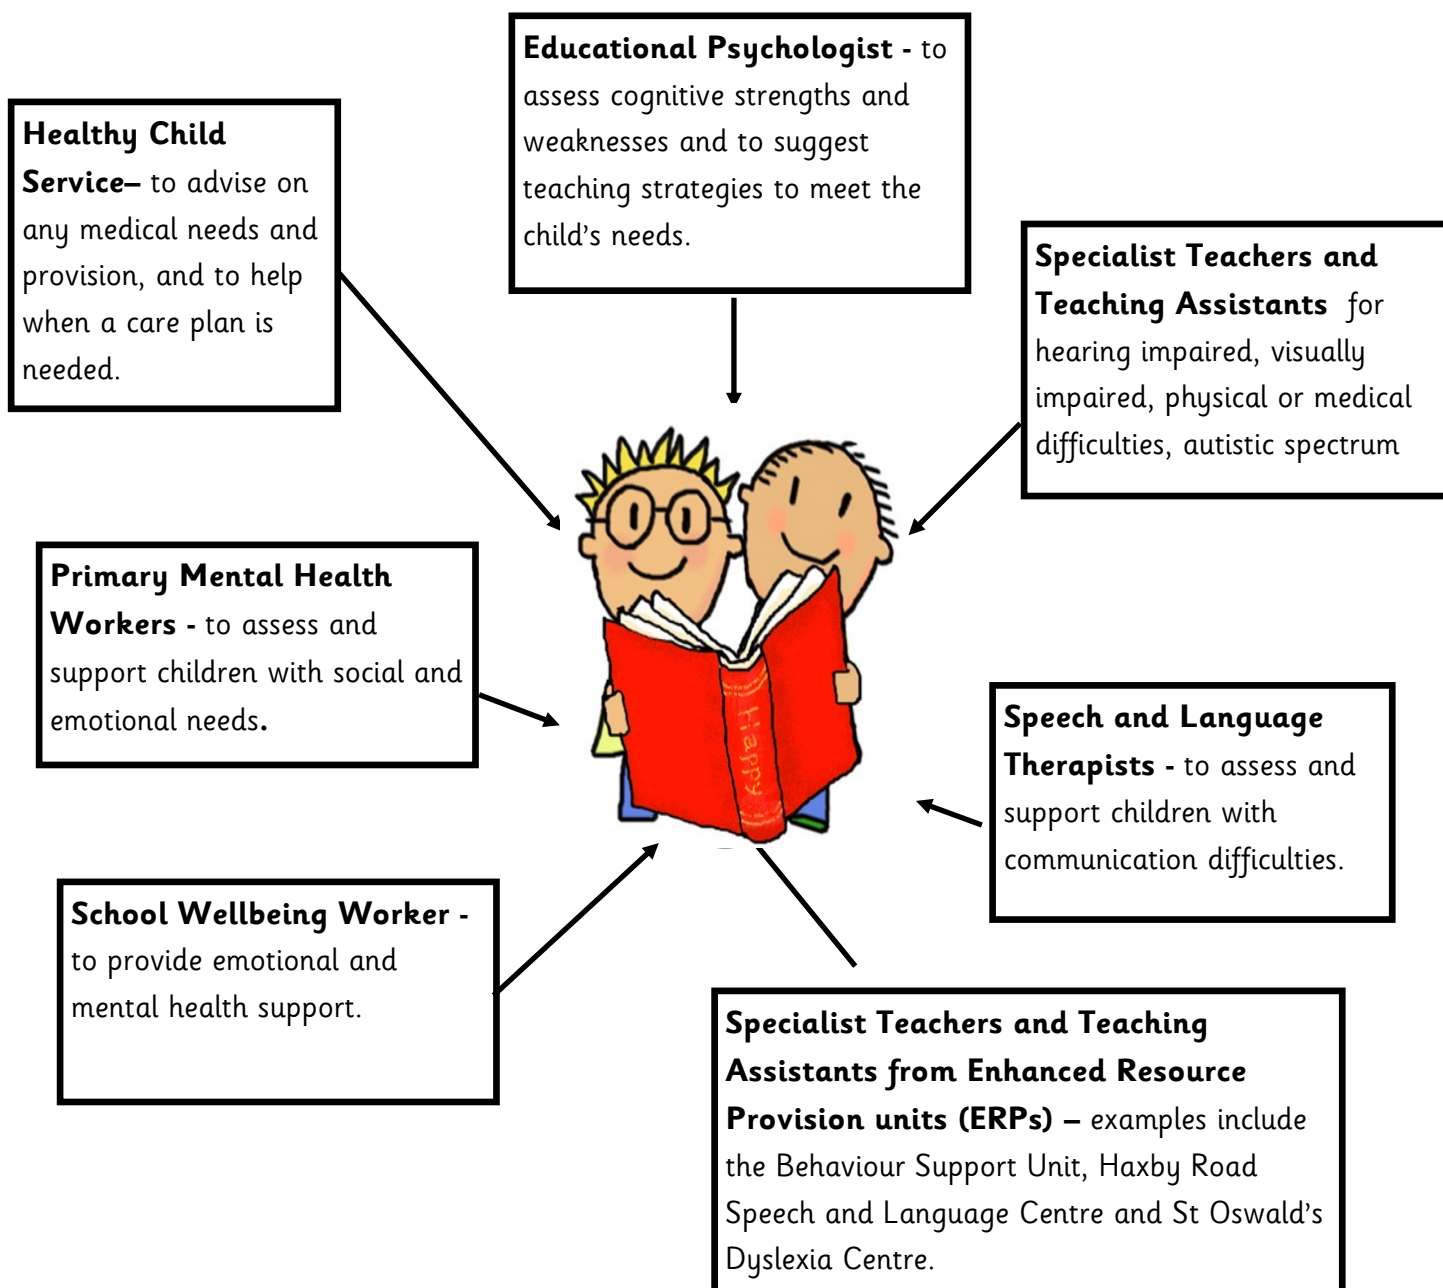 Educational Psychologist - to
assess cognitive strengths and
weaknesses and to suggest
teaching strategies to meet the
child's needs.
Healthy Child
Service– to advise on
any medical needs and
provision, and to help
when a care plan is
needed.
Specialist Teachers and
Teaching Assistants for
hearing impaired, visually
impaired, physical or medical
difficulties, autistic spectrum
Primary Mental Health
Workers - to assess and
support children with social and
emotional needs.
Happy
Speech and Language
Therapists - to assess and
support children with
communication difficulties.
School Wellbeing Worker -
to provide emotional and
mental health support.
Specialist Teachers and Teaching
Assistants from Enhanced Resource
Provision units (ERPs) – examples include
the Behaviour Support Unit, Haxby Road
Speech and Language Centre and St Oswald's
Dyslexia Centre.